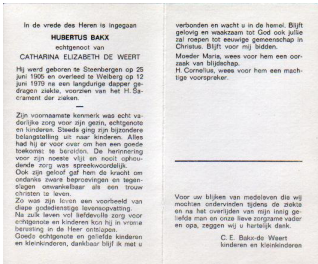 In de vrede des Heren is ingegaan
HUBERTUS BAKX
echtgenoot van
CATHARINA ELIZABETH DE WEERT
Hij werd geboren te Steenbergen op 25
juni 1905 en overleed te Welberg op 12
juni 1979 na een langdurige dapper ge-
dragen ziekte, voorzien van het H. Sa-
crament der zieken.
Zijn voornaamste kenmerk was echt va-
derlijke zorg voor zijn gezin, echtgenote
en kinderen. Steeds ging zijn bijzondere
belangstelling uit naar kinderen. Alles
had hij er voor over om hen een goede
toekomst te bereiden. De herinnering
voor zijn noeste vlijt en nooit ophou-
dende zorg was spreekwoordelijk.
Ook zijn geloof gaf hem de kracht om
ondanks zware beproevingen en tegen-
slagen onwankelbaar als een trouw
christen te leven.
Zo was zijn leven een voorbeeld van
diepe godsdienstige levensopvatting.
Na zulk leven vol liefdevolle zorg voor
echtgenote en kinderen kon hij in vrome
berusting in de Heer ontslapen.
Goede echtgenote en geliefde kinderen
en kleinkinderen, dankbaar blijf ik met u
verbonden en wacht u in de hemel. Blijft
gelovig en waakzaam tot God ook jullie
zal roepen tot eeuwige gemeenschap in
Christus. Blijft voor mij bidden.
Moeder Maria, wees voor hem een oor-
zaak van blijdschap.
H. Cornelius, wees voor hem een mach-
tige voorspreker.
Voor uw blijken van medeleven die wij
mochten ondervinden tijdens de ziekte
en na het overlijden van mijn innig ge-
liefde man en onze lieve zorgzame vader
en opa, zeggen wij u dank.
C. E. Bakx-de Weert
kinderen en kleinkinderen